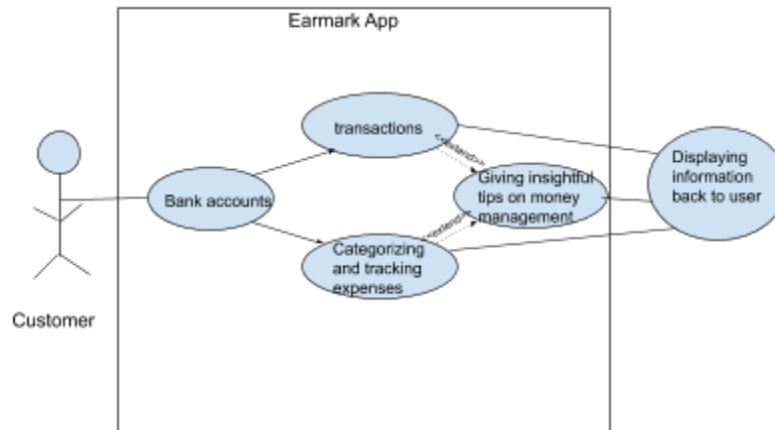 Earmark App
transactions
<<extend>>
Bank accounts
Giving insightful
tips on money
management
Displaying
information
back to user
<<extend>>
Categorizing
and tracking
expenses
Customer